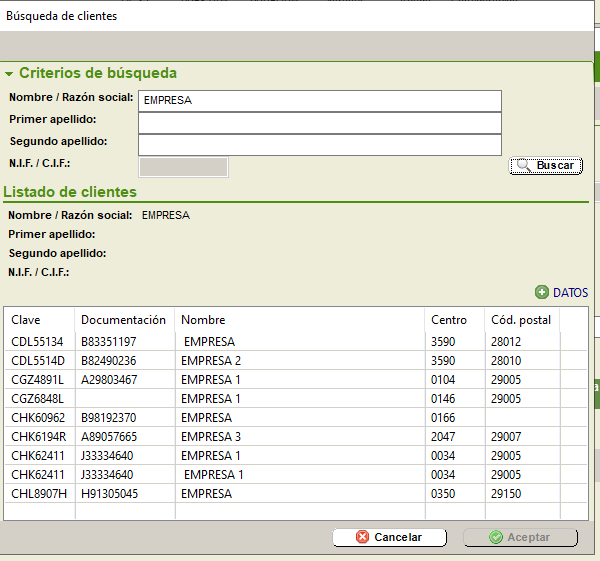 Búsqueda de clientes
Criterios de búsqueda
Nombre / Razón social: EMPRESA
Primer apellido:
Segundo apellido:
N.I.F. / C.I.F.:
Buscar
Listado de clientes
Nombre / Razón social: EMPRESA
Primer apellido:
Segundo apellido:
N.I.F. / C.I.F.:
DATOS
Clave Documentación Nombre Centro Cód. postal
CDL55134 B83351197 EMPRESA 3590 28012
CDL5514D B82490236 EMPRESA 2 3590 28010
CGZ4891L A29803467 EMPRESA 1 0104 29005
CGZ6848L EMPRESA 1 0146 29005
CHK60962 B98192370 EMPRESA 0166
CHK6194R A89057665 EMPRESA 3 2047 29007
CHK62411 J33334640 EMPRESA 1 0034 29005
CHK62411 J33334640 EMPRESA 1 0034 29005
CHL8907H H91305045 EMPRESA 0350 29150
Cancelar Aceptar